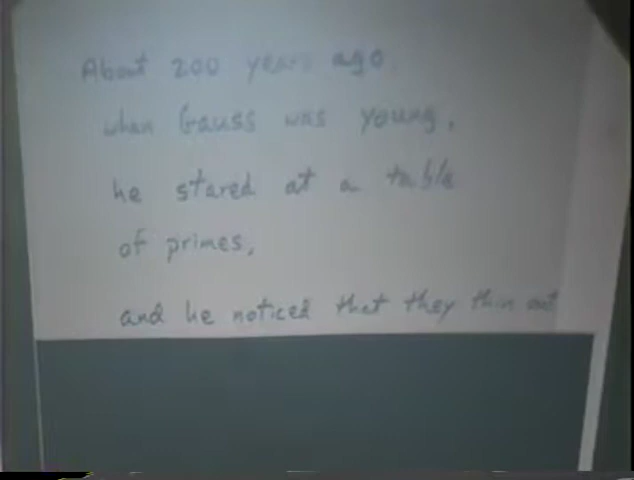 About 200 years ago
when Gauss was young,
he stared at a table
of primes,
and he noticed that they thin out